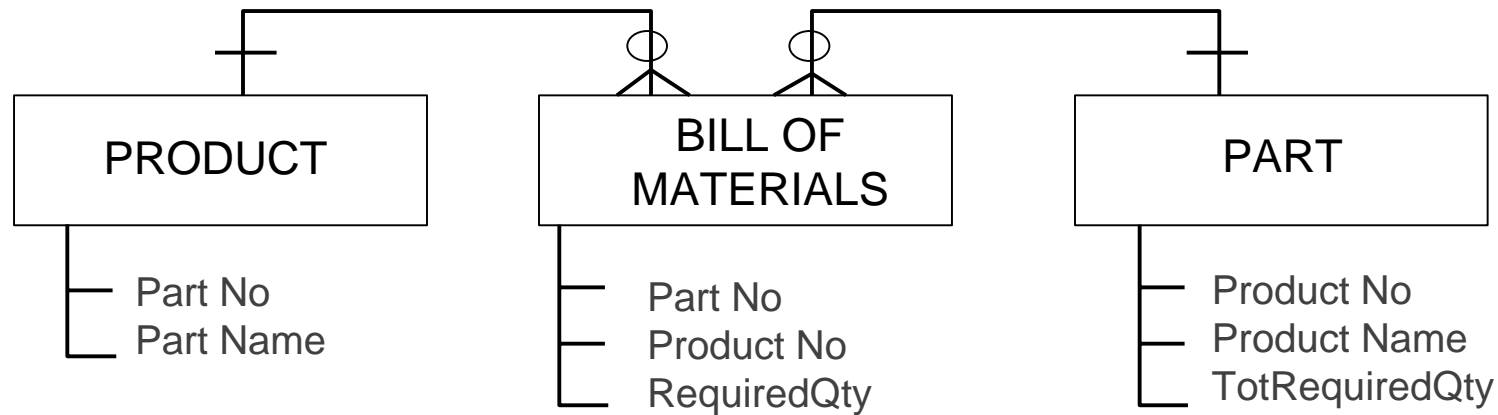 PRODUCT
BILL OF
MATERIALS
PART
Part No
Part Name
Part No
Product No
RequiredQty
Product No
Product Name
TotRequiredQty